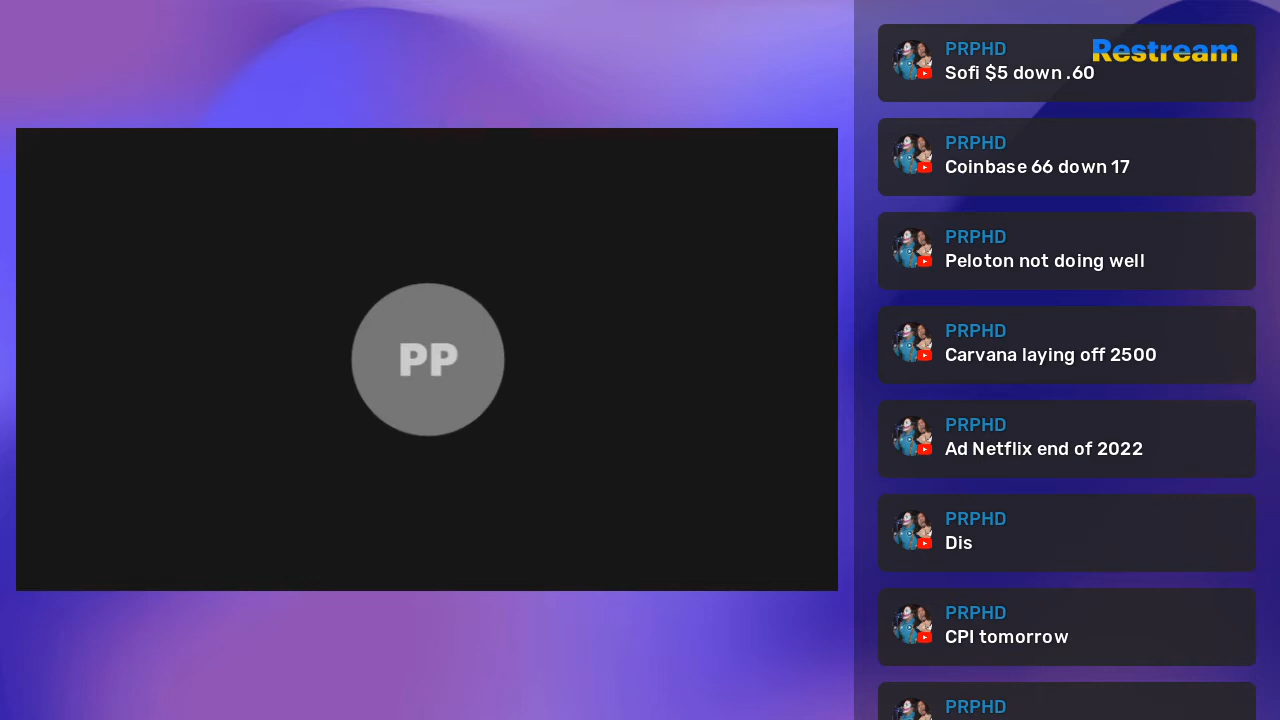 PP
Restream
PRPHD
Sofi $5 down .60
PRPHD
Coinbase 66 down 17
PRPHD
Peloton not doing well
PRPHD
Carvana laying off 2500
PRPHD
Ad Netflix end of 2022
PRPHD
Dis
PRPHD
CPI tomorrow
PRPHD